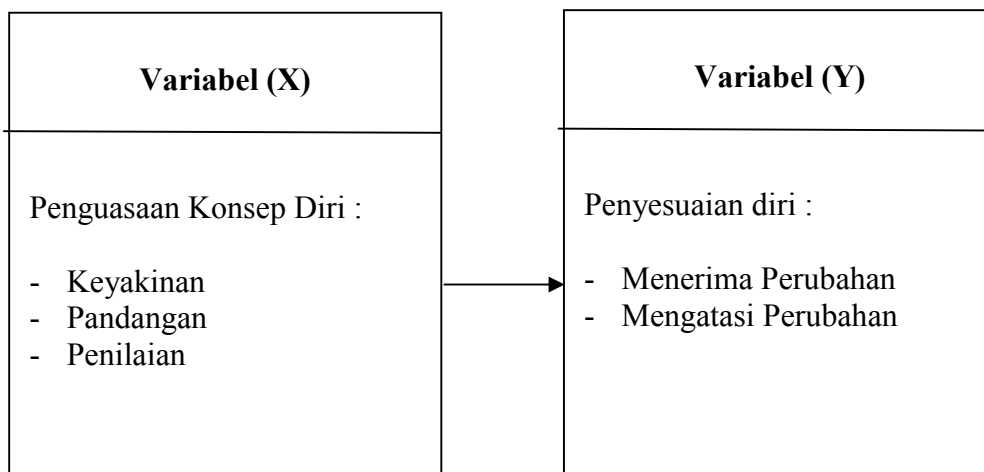 Variabel (X)
Penguasaan Konsep Diri :
- Keyakinan
- Pandangan
- Penilaian
Variabel (Y)
Penyesuaian diri :
- Menerima Perubahan
- Mengatasi Perubahan